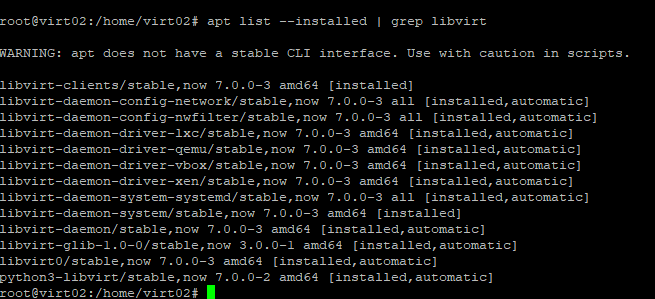 root@virt02:/home/virt02# apt list --installed | grep libvirt
WARNING: apt does not have a stable CLI interface. Use with caution in scripts.
libvirt-clients/stable,now 7.0.0-3 amd64 [installed]
libvirt-daemon-config-network/stable,now 7.0.0-3 all [installed,automatic]
libvirt-daemon-config-nwfilter/stable,now 7.0.0-3 all [installed,automatic]
libvirt-daemon-driver-lxc/stable,now 7.0.0-3 amd64 [installed,automatic]
libvirt-daemon-driver-qemu/stable,now 7.0.0-3 amd64 [installed,automatic]
libvirt-daemon-driver-vbox/stable,now 7.0.0-3 amd64 [installed,automatic]
libvirt-daemon-driver-xen/stable,now 7.0.0-3 amd64 [installed,automatic]
libvirt-daemon-system-systemd/stable,now 7.0.0-3 all [installed,automatic]
libvirt-daemon-system/stable,now 7.0.0-3 amd64 [installed]
libvirt-daemon/stable,now 7.0.0-3 amd64 [installed,automatic]
libvirt-glib-1.0-0/stable,now 3.0.0-1 amd64 [installed,automatic]
libvirt0/stable,now 7.0.0-3 amd64 [installed,automatic]
python3-libvirt/stable,now 7.0.0-2 amd64 [installed,automatic]
root@virt02:/home/virt02#